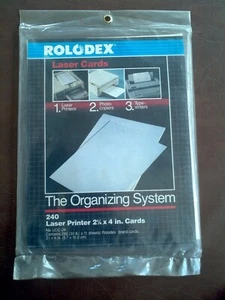 ROLODEX
Laser Cards
1. Laser Printers
2. Photo copiers
3. Type-writers
The Organizing System
240
Laser Printer 2¼ x 4 in. Cards